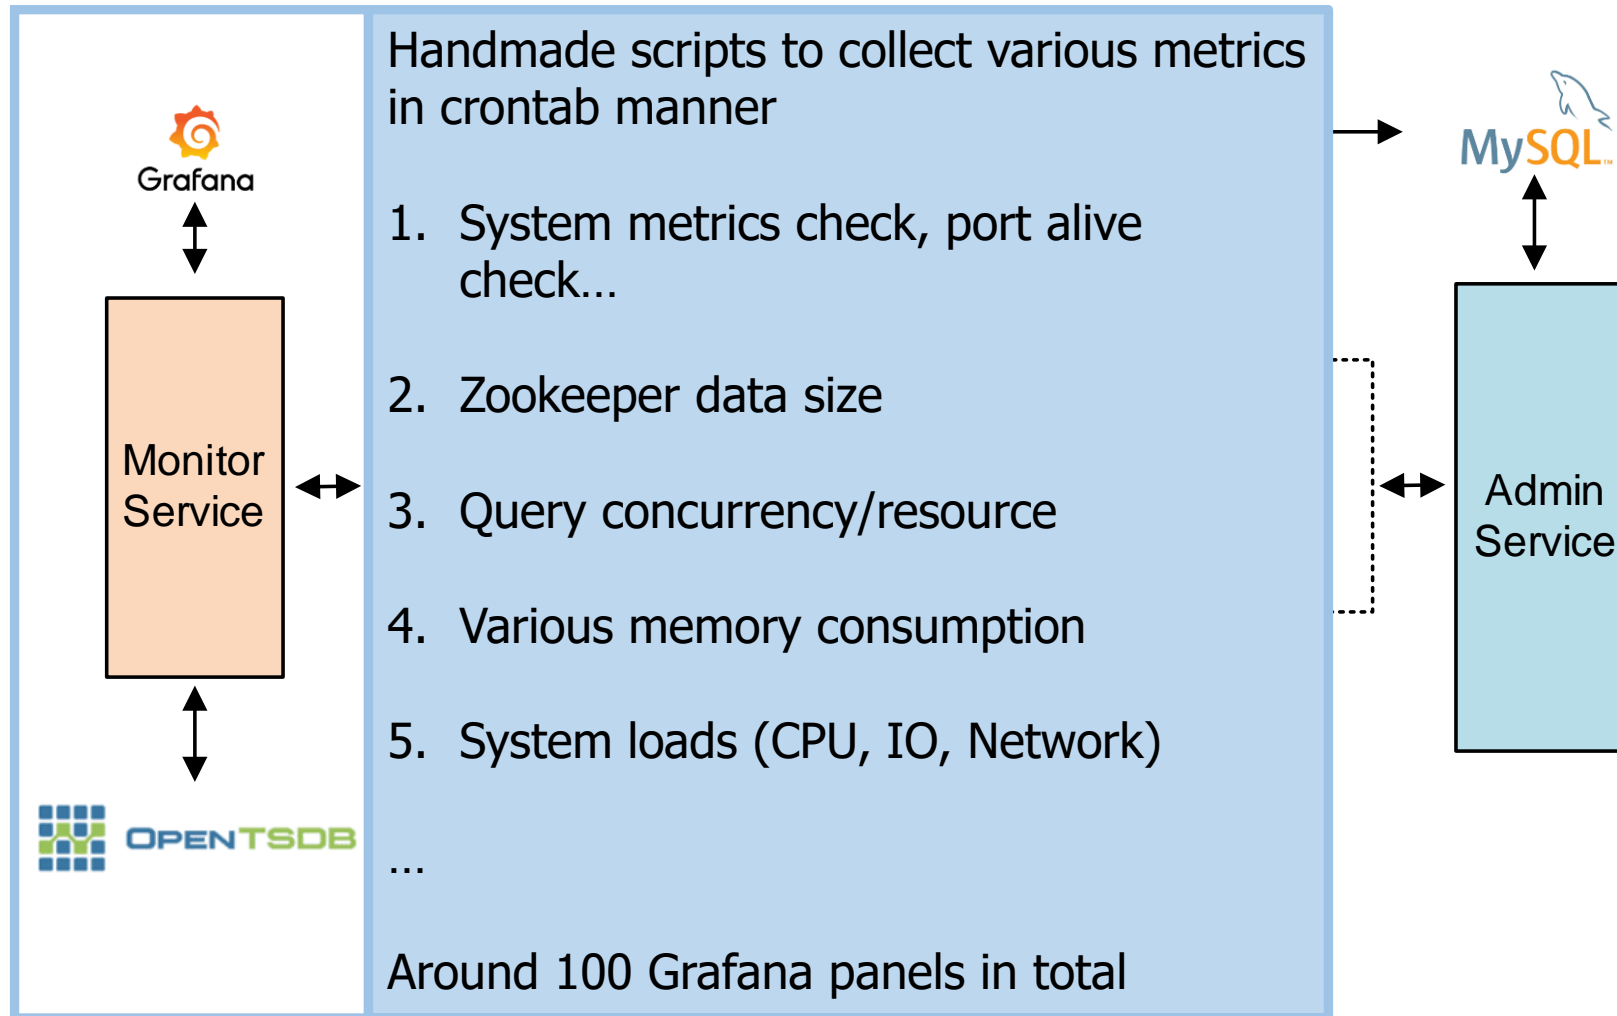 Handmade scripts to collect various metrics
in crontab manner
1. System metrics check, port alive
check…
2. Zookeeper data size
3. Query concurrency/resource
4. Various memory consumption
5. System loads (CPU, IO, Network)
…
Around 100 Grafana panels in total
Grafana
Monitor
Service
OPENTSDB
MySQL™
Admin
Service